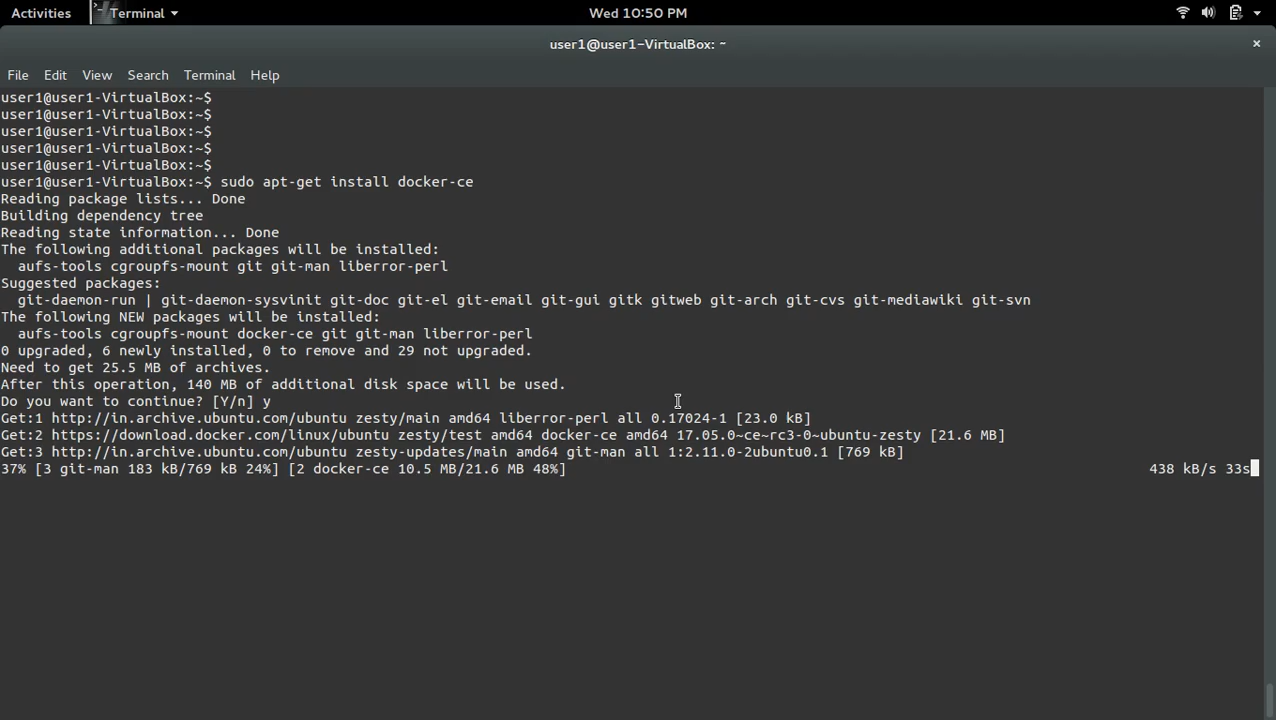 Activities Terminal Wed 10:50 PM
user1@user1-VirtualBox: ~ ×
File Edit View Search Terminal Help
user1@user1-VirtualBox:~$
user1@user1-VirtualBox:~$
user1@user1-VirtualBox:~$
user1@user1-VirtualBox:~$
user1@user1-VirtualBox:~$
user1@user1-VirtualBox:~$ sudo apt-get install docker-ce
Reading package lists... Done
Building dependency tree
Reading state information... Done
The following additional packages will be installed:
  aufs-tools cgroupfs-mount git git-man liberror-perl
Suggested packages:
  git-daemon-run | git-daemon-sysvinit git-doc git-el git-email git-gui gitk gitweb git-arch git-cvs git-mediawiki git-svn
The following NEW packages will be installed:
  aufs-tools cgroupfs-mount docker-ce git git-man liberror-perl
0 upgraded, 6 newly installed, 0 to remove and 29 not upgraded.
Need to get 25.5 MB of archives.
After this operation, 140 MB of additional disk space will be used.
Do you want to continue? [Y/n] y
Get:1 http://in.archive.ubuntu.com/ubuntu zesty/main amd64 liberror-perl all 0.17024-1 [23.0 kB]
Get:2 https://download.docker.com/linux/ubuntu zesty/test amd64 docker-ce amd64 17.05.0~ce~rc3-0~ubuntu-zesty [21.6 MB]
Get:3 http://in.archive.ubuntu.com/ubuntu zesty-updates/main amd64 git-man all 1:2.11.0-2ubuntu0.1 [769 kB]
37% [3 git-man 183 kB/769 kB 24%] [2 docker-ce 10.5 MB/21.6 MB 48%] 438 kB/s 33s